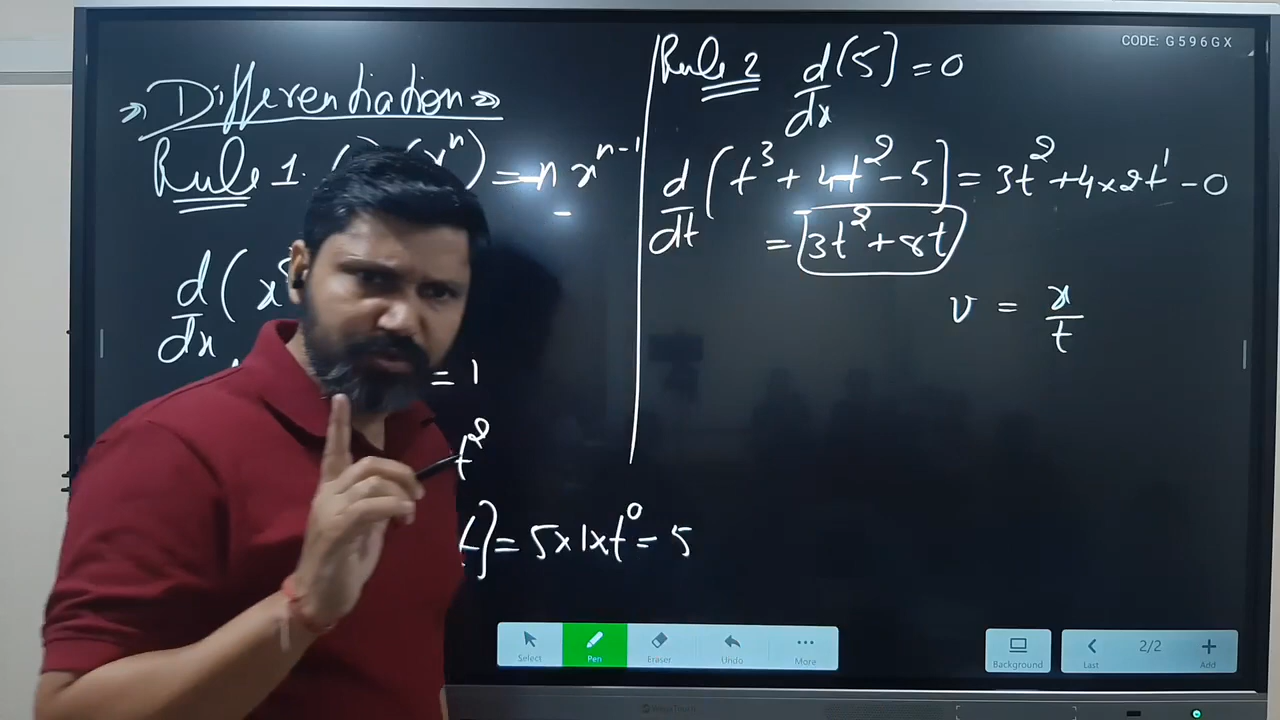 CODE: G596GX
→ Differentiation →
Rule 1. (xⁿ) = n xⁿ⁻¹
d/dx (x
= 1
t²
t] = 5×1×t⁰ = 5
Rule 2 d/dx (5] = 0
d/dt (t³ + 4t² - 5] = 3t² + 4×2t¹ - 0
= 3t² + 8t
v = x/t
Select
Pen
Eraser
Undo
More
Background
Last
2/2
Add